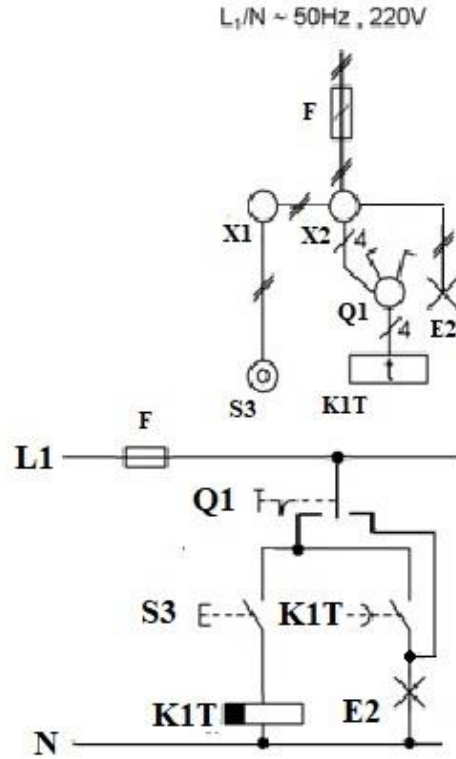 L1/N ~ 50Hz , 220V
F
X1 X2 4
Q1 E2
4
S3 K1T
t
F
L1
Q1
S3 K1T
K1T E2
N